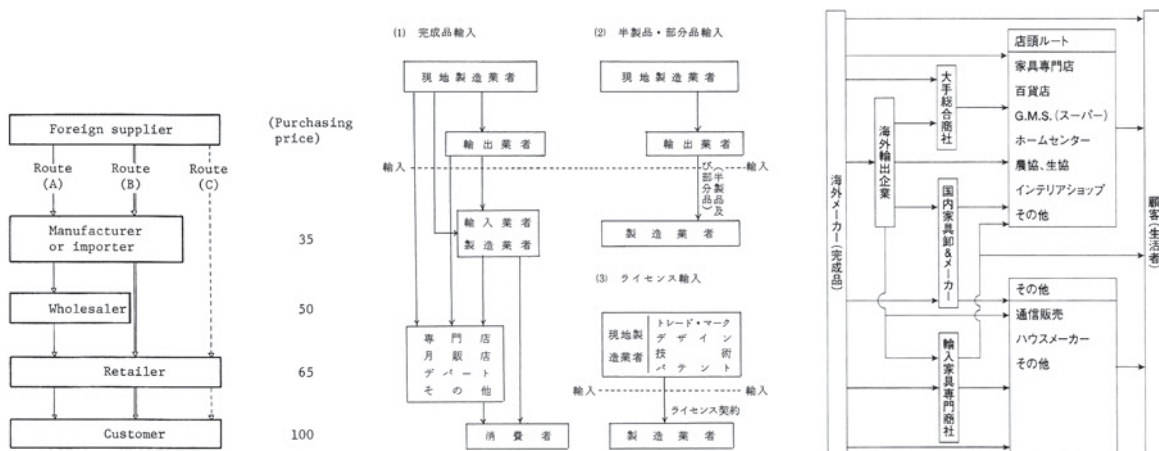 Foreign supplier
(Purchasing
price)
Route
(A)
Route
(B)
Route
(C)
Manufacturer
or importer
35
Wholesaler
50
Retailer
65
Customer
100
(1) 完成品輸入
現地製造業者
輸出業者
輸入
輸入業者
製造業者
専門店
月販店
デパート
その他
消費者
(2) 半製品・部分品輸入
現地製造業者
輸出業者
輸入
(半製品及
び部分品)
製造業者
(3) ライセンス輸入
現地製
造業者
トレード・マーク
デザイン
技術
パテント
輸入
輸入
ライセンス契約
製造業者
海外メーカー(完成品)
海外輸出企業
大手総合商社
国内家具卸&メーカー
輸入家具専門商社
店頭ルート
家具専門店
百貨店
G.M.S.(スーパー)
ホームセンター
農協、生協
インテリアショップ
その他
その他
通信販売
ハウスメーカー
その他
顧客(生活者)